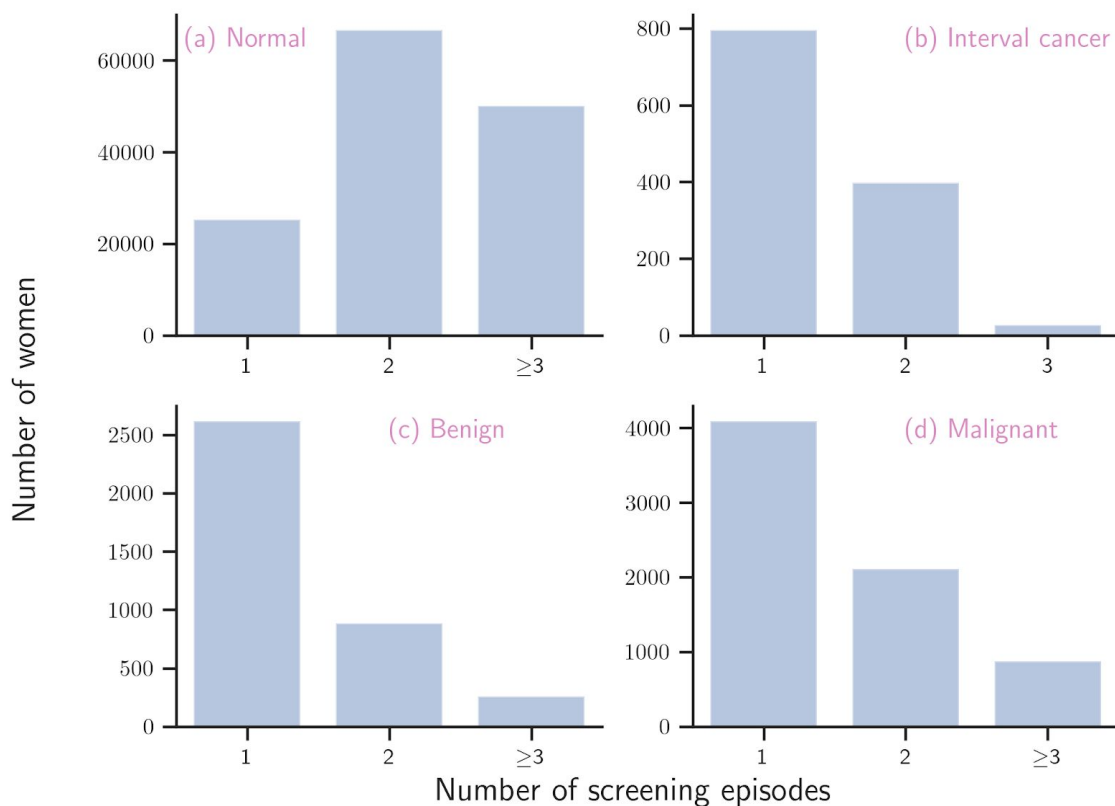 Number of women
(a) Normal
60000
40000
20000
0
1 2 ≥3
(b) Interval cancer
800
600
400
200
0
1 2 3
(c) Benign
2500
2000
1500
1000
500
0
1 2 ≥3
(d) Malignant
4000
3000
2000
1000
0
1 2 ≥3
Number of screening episodes